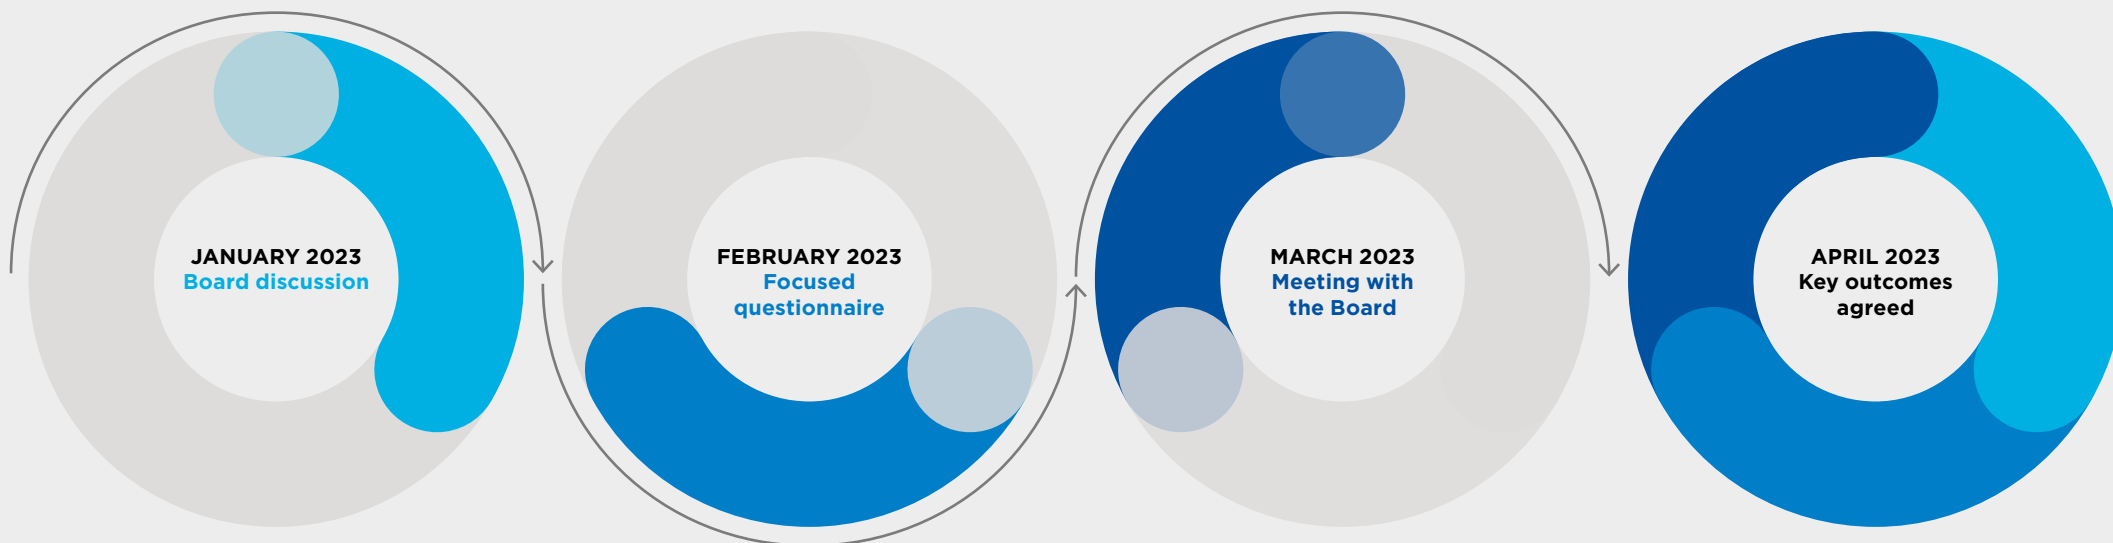 JANUARY 2023
Board discussion
FEBRUARY 2023
Focused
questionnaire
MARCH 2023
Meeting with
the Board
APRIL 2023
Key outcomes
agreed